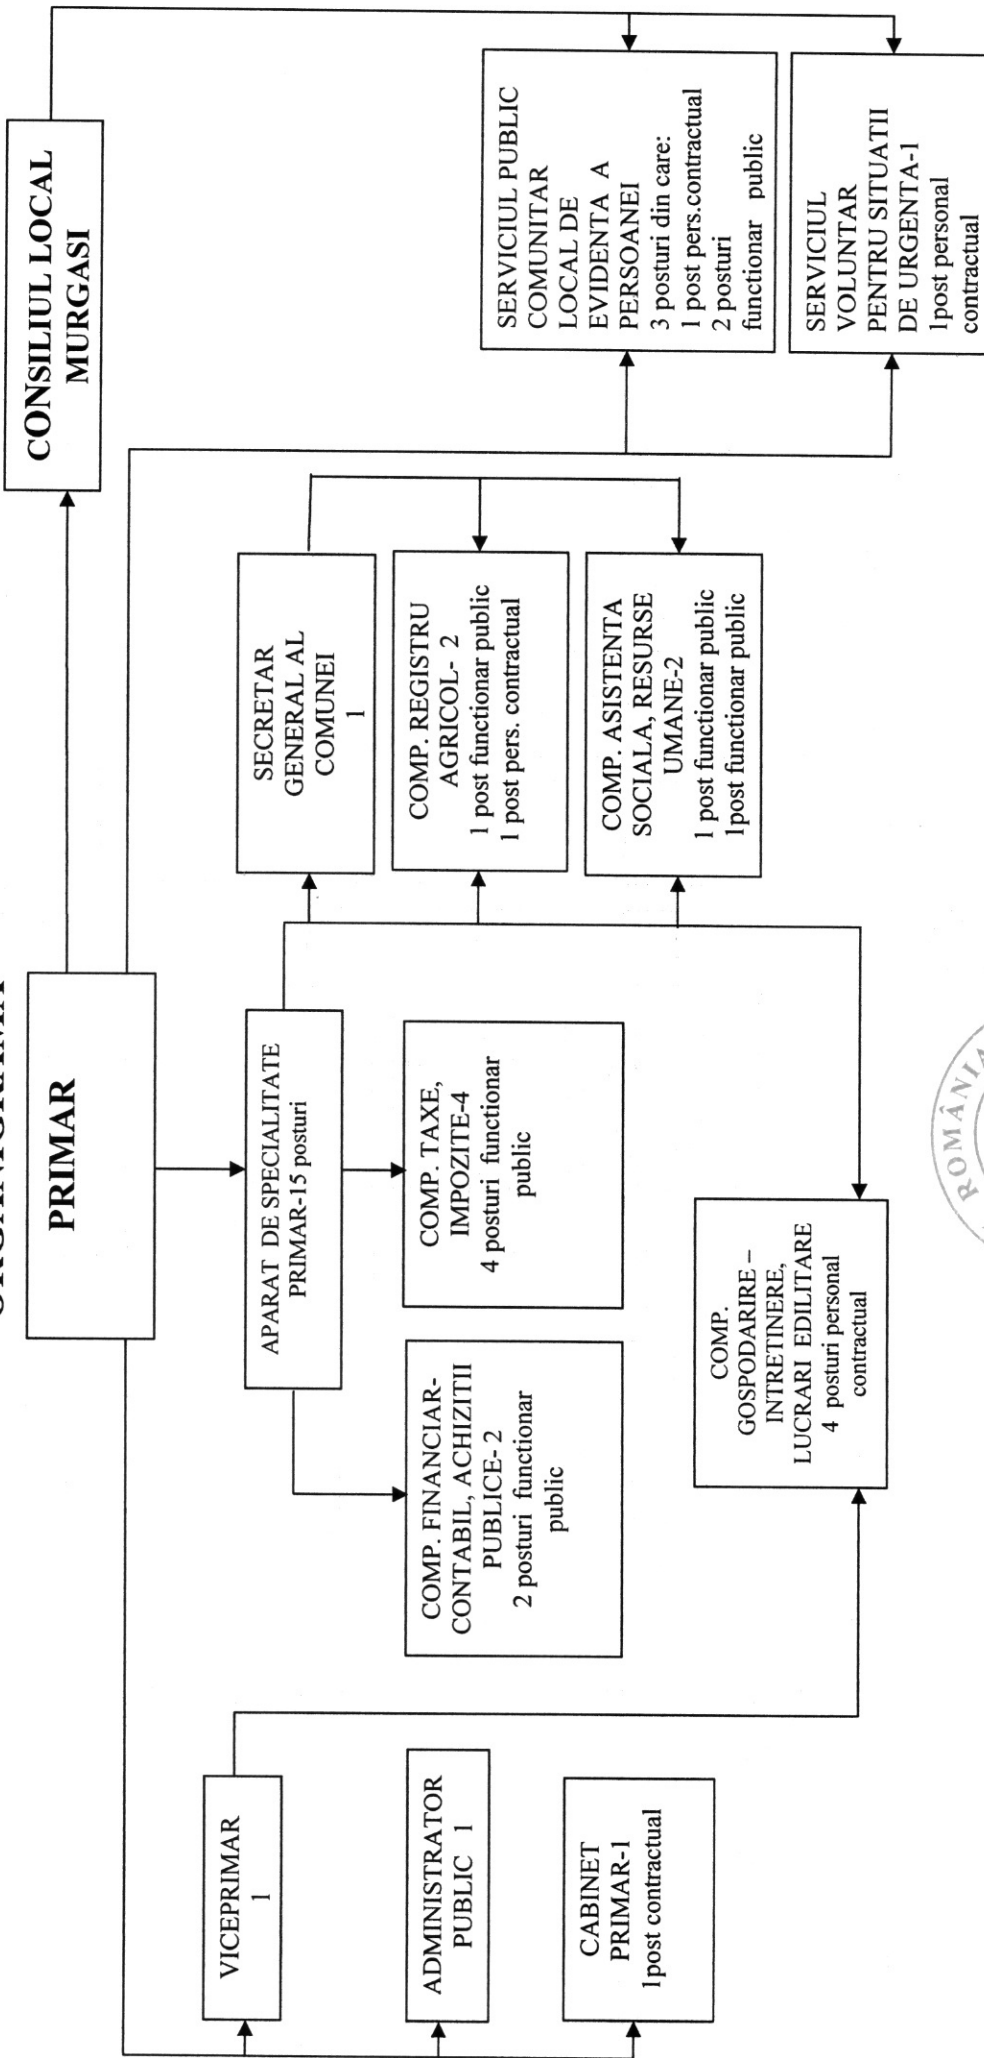 PRIMAR
CONSILIUL LOCAL
MURGASI
VICEPRIMAR
1
ADMINISTRATOR
PUBLIC 1
CABINET
PRIMAR-1
1post contractual
APARAT DE SPECIALITATE
PRIMAR-15 posturi
COMP. FINANCIAR-
CONTABIL, ACHIZITII
PUBLICE- 2
2 posturi functionar
public
COMP. TAXE,
IMPOZITE-4
4 posturi functionar
public
COMP.
GOSPODARIRE –
INTRETINERE,
LUCRARI EDILITARE
4 posturi personal
contractual
SECRETAR
GENERAL AL
COMUNEI
1
COMP. REGISTRU
AGRICOL- 2
1 post functionar public
1 post pers. contractual
COMP. ASISTENTA
SOCIALA, RESURSE
UMANE-2
1 post functionar public
1post functionar public
SERVICIUL PUBLIC
COMUNITAR
LOCAL DE
EVIDENTA A
PERSOANEI
3 posturi din care:
1 post pers.contractual
2 posturi
functionar public
SERVICIUL
VOLUNTAR
PENTRU SITUATII
DE URGENTA-1
1post personal
contractual
ROMÂNIA